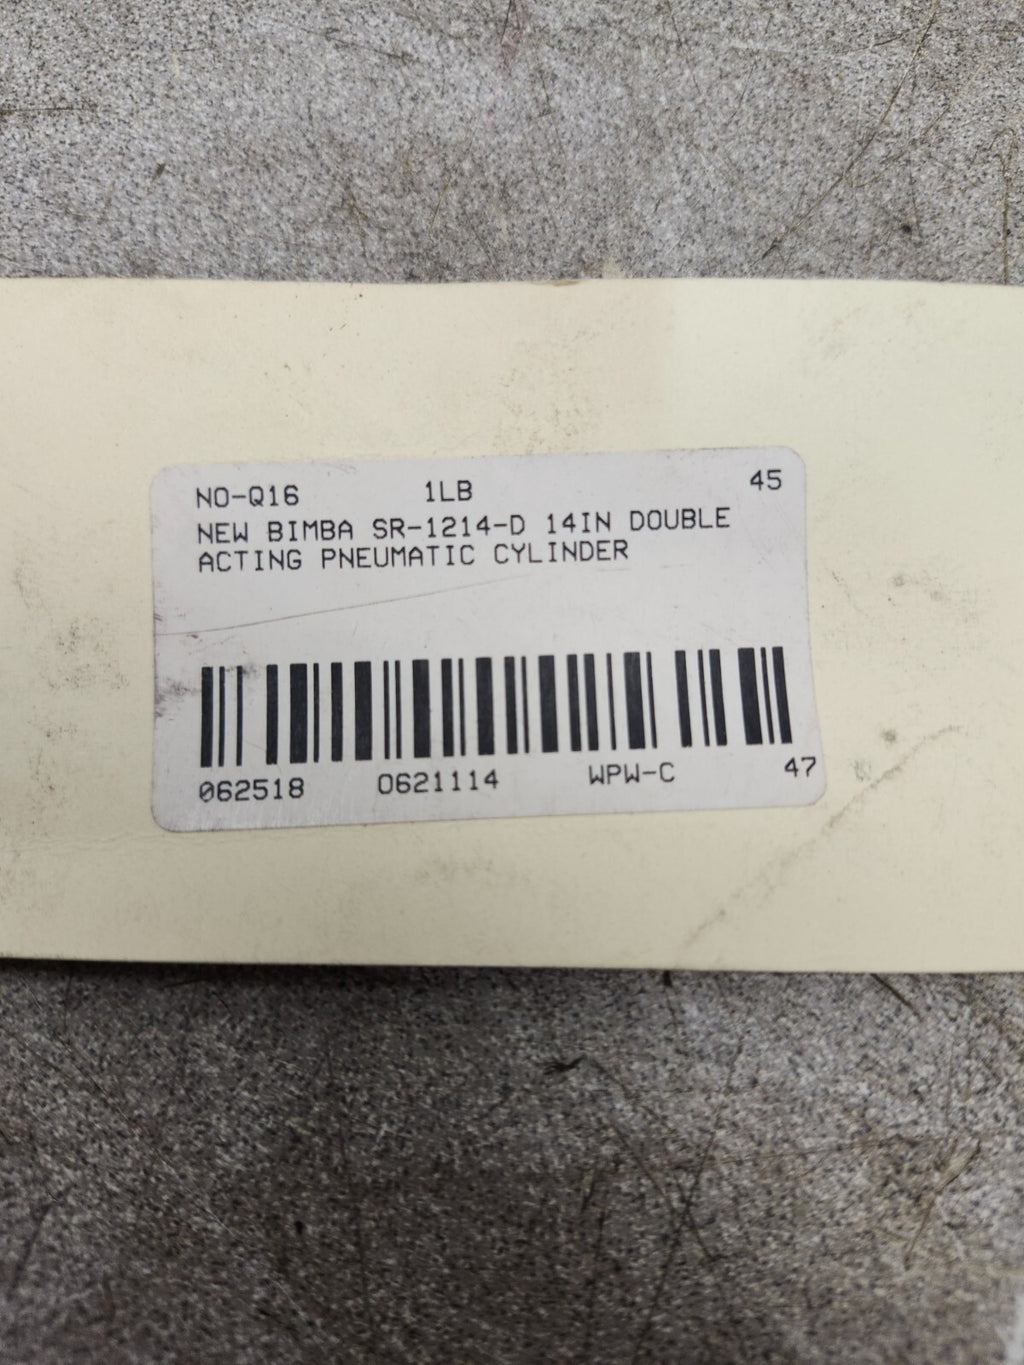 NO-Q16 1LB 45
NEW BIMBA SR-1214-D 14IN DOUBLE
ACTING PNEUMATIC CYLINDER
062518 0621114 WPW-C 47